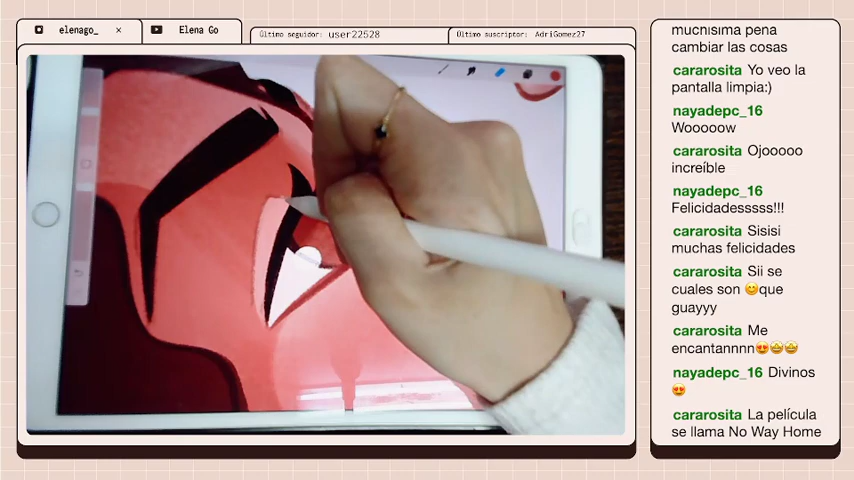 elenago_
Elena Go
Último seguidor: user22528
Último suscriptor: AdriGomez27
muchisima pena
cambiar las cosas
cararosita Yo veo la
pantalla limpia:)
nayadepc_16
Wooooow
cararosita Ojooooo
increíble
nayadepc_16
Felicidadesssss!!!
cararosita Sisisi
muchas felicidades
cararosita Sii se
cuales son 😊que
guayyy
cararosita Me
encantannnn😍🤩🤩
nayadepc_16 Divinos
😍
cararosita La película
se llama No Way Home